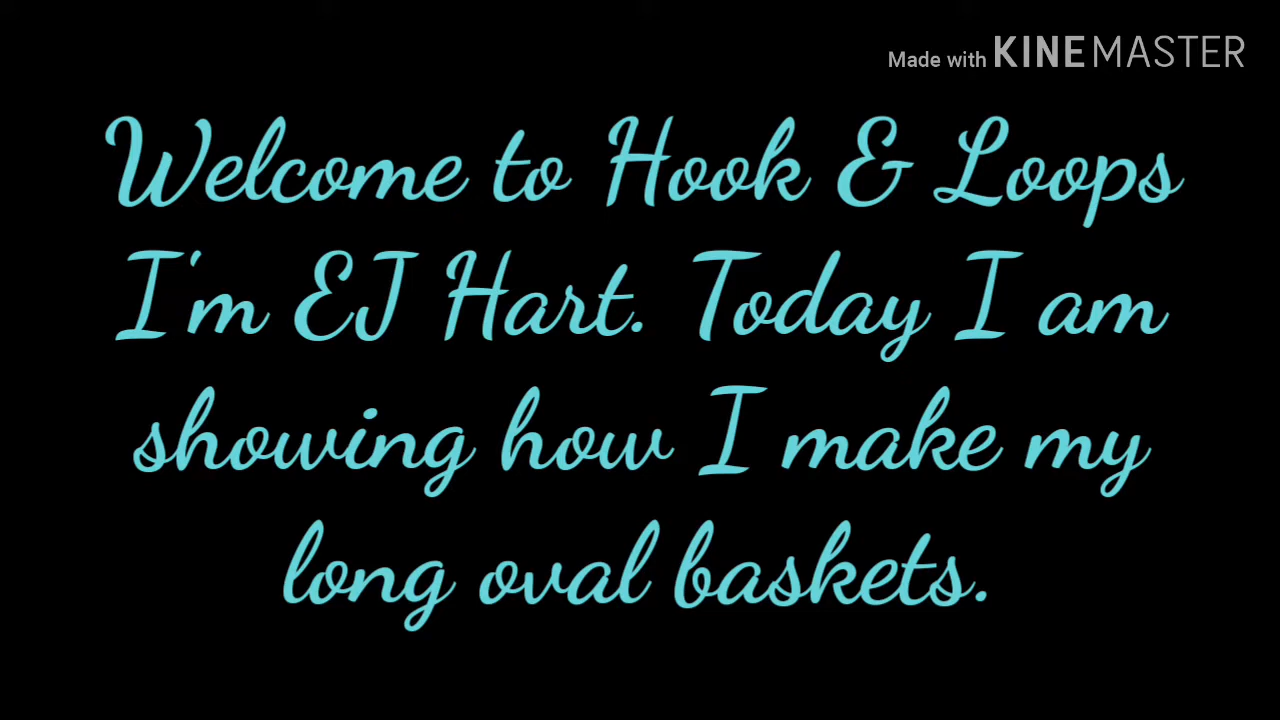 Made with KINEMASTER
Welcome to Hook & Loops
I'm EJ Hart. Today I am
showing how I make my
long oval baskets.